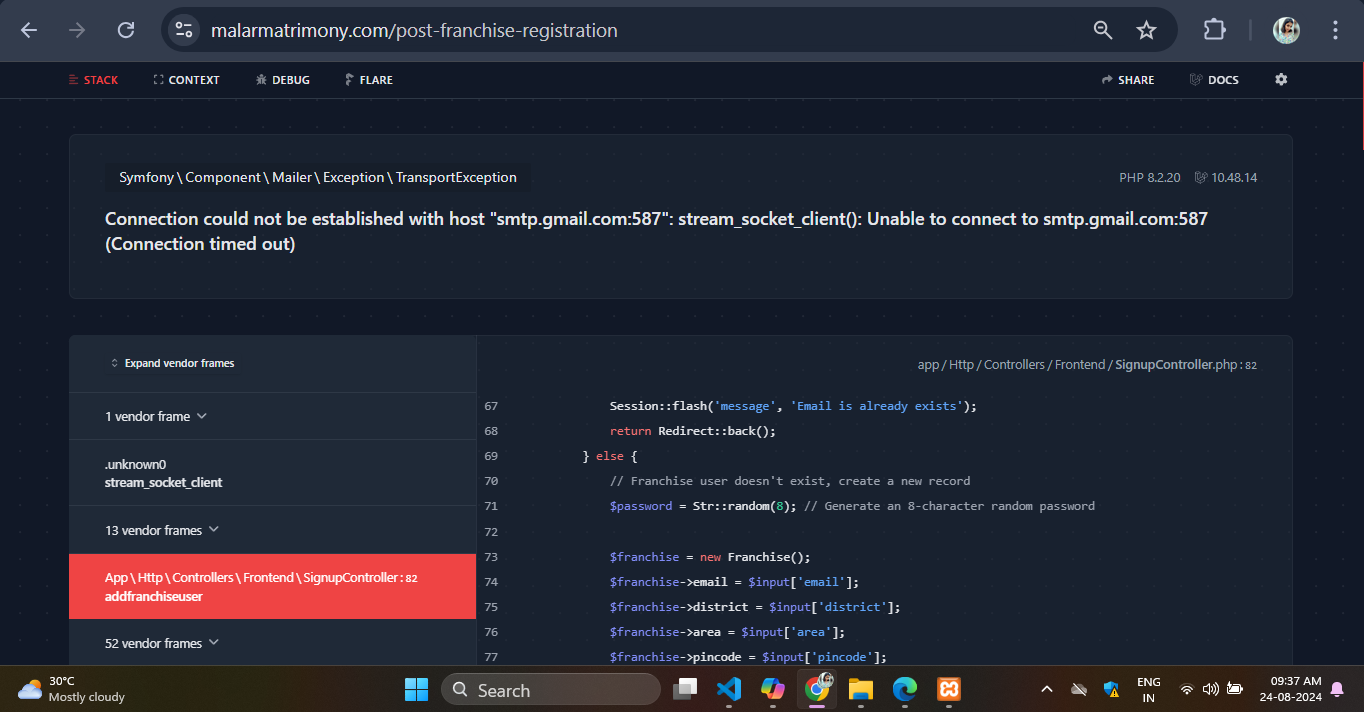 malarmatrimony.com/post-franchise-registration
STACK CONTEXT DEBUG FLARE SHARE DOCS
Symfony\Component\Mailer\Exception\TransportException
PHP 8.2.20 10.48.14
Connection could not be established with host "smtp.gmail.com:587": stream_socket_client(): Unable to connect to smtp.gmail.com:587
(Connection timed out)
Expand vendor frames
1 vendor frame
.unknown0
stream_socket_client
13 vendor frames
App\Http\Controllers\Frontend\SignupController:82
addfranchiseuser
52 vendor frames
app/Http/Controllers/Frontend/SignupController.php:82
67 Session::flash('message', 'Email is already exists');
68 return Redirect::back();
69 } else {
70 // Franchise user doesn't exist, create a new record
71 $password = Str::random(8); // Generate an 8-character random password
72
73 $franchise = new Franchise();
74 $franchise->email = $input['email'];
75 $franchise->district = $input['district'];
76 $franchise->area = $input['area'];
77 $franchise->pincode = $input['pincode'];
30°C
Mostly cloudy
Search
ENG
IN
09:37 AM
24-08-2024